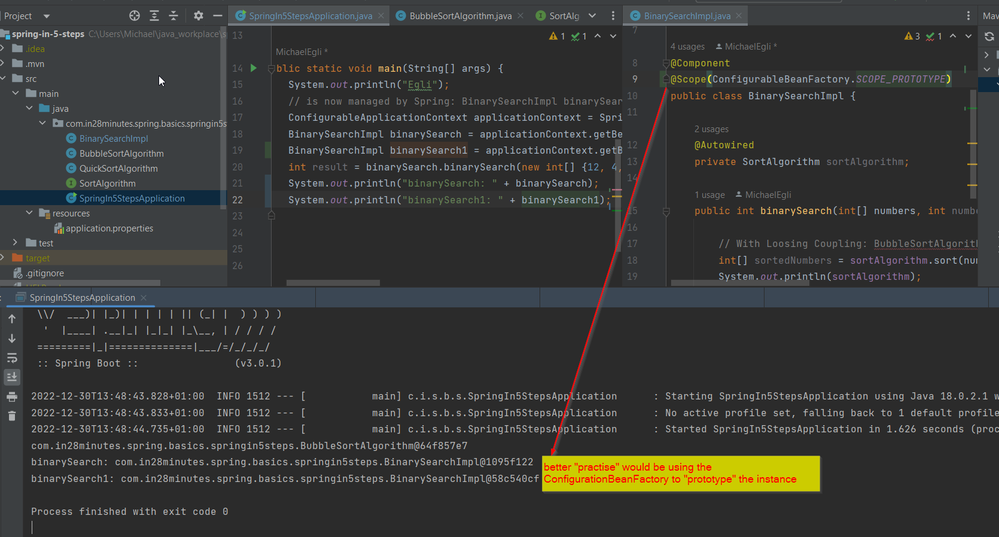 Project
spring-in-5-steps C:\Users\Michael\java_workplace\s
.idea
.mvn
src
main
java
com.in28minutes.spring.basics.springin5s
BinarySearchImpl
BubbleSortAlgorithm
QuickSortAlgorithm
SortAlgorithm
SpringIn5StepsApplication
resources
application.properties
test
target
.gitignore
SpringIn5StepsApplication.java
BubbleSortAlgorithm.java
SortAlg
13
1
1
MichaelEgli *
14 blic static void main(String[] args) {
15 System.out.println("Egli");
16 // is now managed by Spring: BinarySearchImpl binarySear
17 ConfigurableApplicationContext applicationContext = Spri
18 BinarySearchImpl binarySearch = applicationContext.getBe
19 BinarySearchImpl binarySearch1 = applicationContext.getB
20 int result = binarySearch.binarySearch(new int[] {12, 4,
21 System.out.println("binarySearch: " + binarySearch);
22 System.out.println("binarySearch1: " + binarySearch1);
23
24
25
26
BinarySearchImpl.java
Mav
7
3
1
4 usages MichaelEgli *
8 @Component
9 @Scope(ConfigurableBeanFactory.SCOPE_PROTOTYPE)
10 public class BinarySearchImpl {
11
2 usages
12 @Autowired
13 private SortAlgorithm sortAlgorithm;
14
1 usage MichaelEgli
15 public int binarySearch(int[] numbers, int numbe
16
17 // With Loosing Coupling: BubbleSortAlgorith
18 int[] sortedNumbers = sortAlgorithm.sort(num
19 System.out.println(sortAlgorithm);
SpringIn5StepsApplication
\\/  ___)| |_)| | | | | || (_| |  ) ) ) )
'  |____| .__|_| |_|_| |_\__, | / / / /
=========|_|==============|___/=/_/_/_/
:: Spring Boot :: (v3.0.1)
2022-12-30T13:48:43.828+01:00 INFO 1512 --- [ main] c.i.s.b.s.SpringIn5StepsApplication : Starting SpringIn5StepsApplication using Java 18.0.2.1 w
2022-12-30T13:48:43.833+01:00 INFO 1512 --- [ main] c.i.s.b.s.SpringIn5StepsApplication : No active profile set, falling back to 1 default profile
2022-12-30T13:48:44.735+01:00 INFO 1512 --- [ main] c.i.s.b.s.SpringIn5StepsApplication : Started SpringIn5StepsApplication in 1.626 seconds (proc
com.in28minutes.spring.basics.springin5steps.BubbleSortAlgorithm@64f857e7
binarySearch: com.in28minutes.spring.basics.springin5steps.BinarySearchImpl@1095f122
binarySearch1: com.in28minutes.spring.basics.springin5steps.BinarySearchImpl@58c540cf
better "practise" would be using the
ConfigurationBeanFactory to "prototype" the instance
Process finished with exit code 0